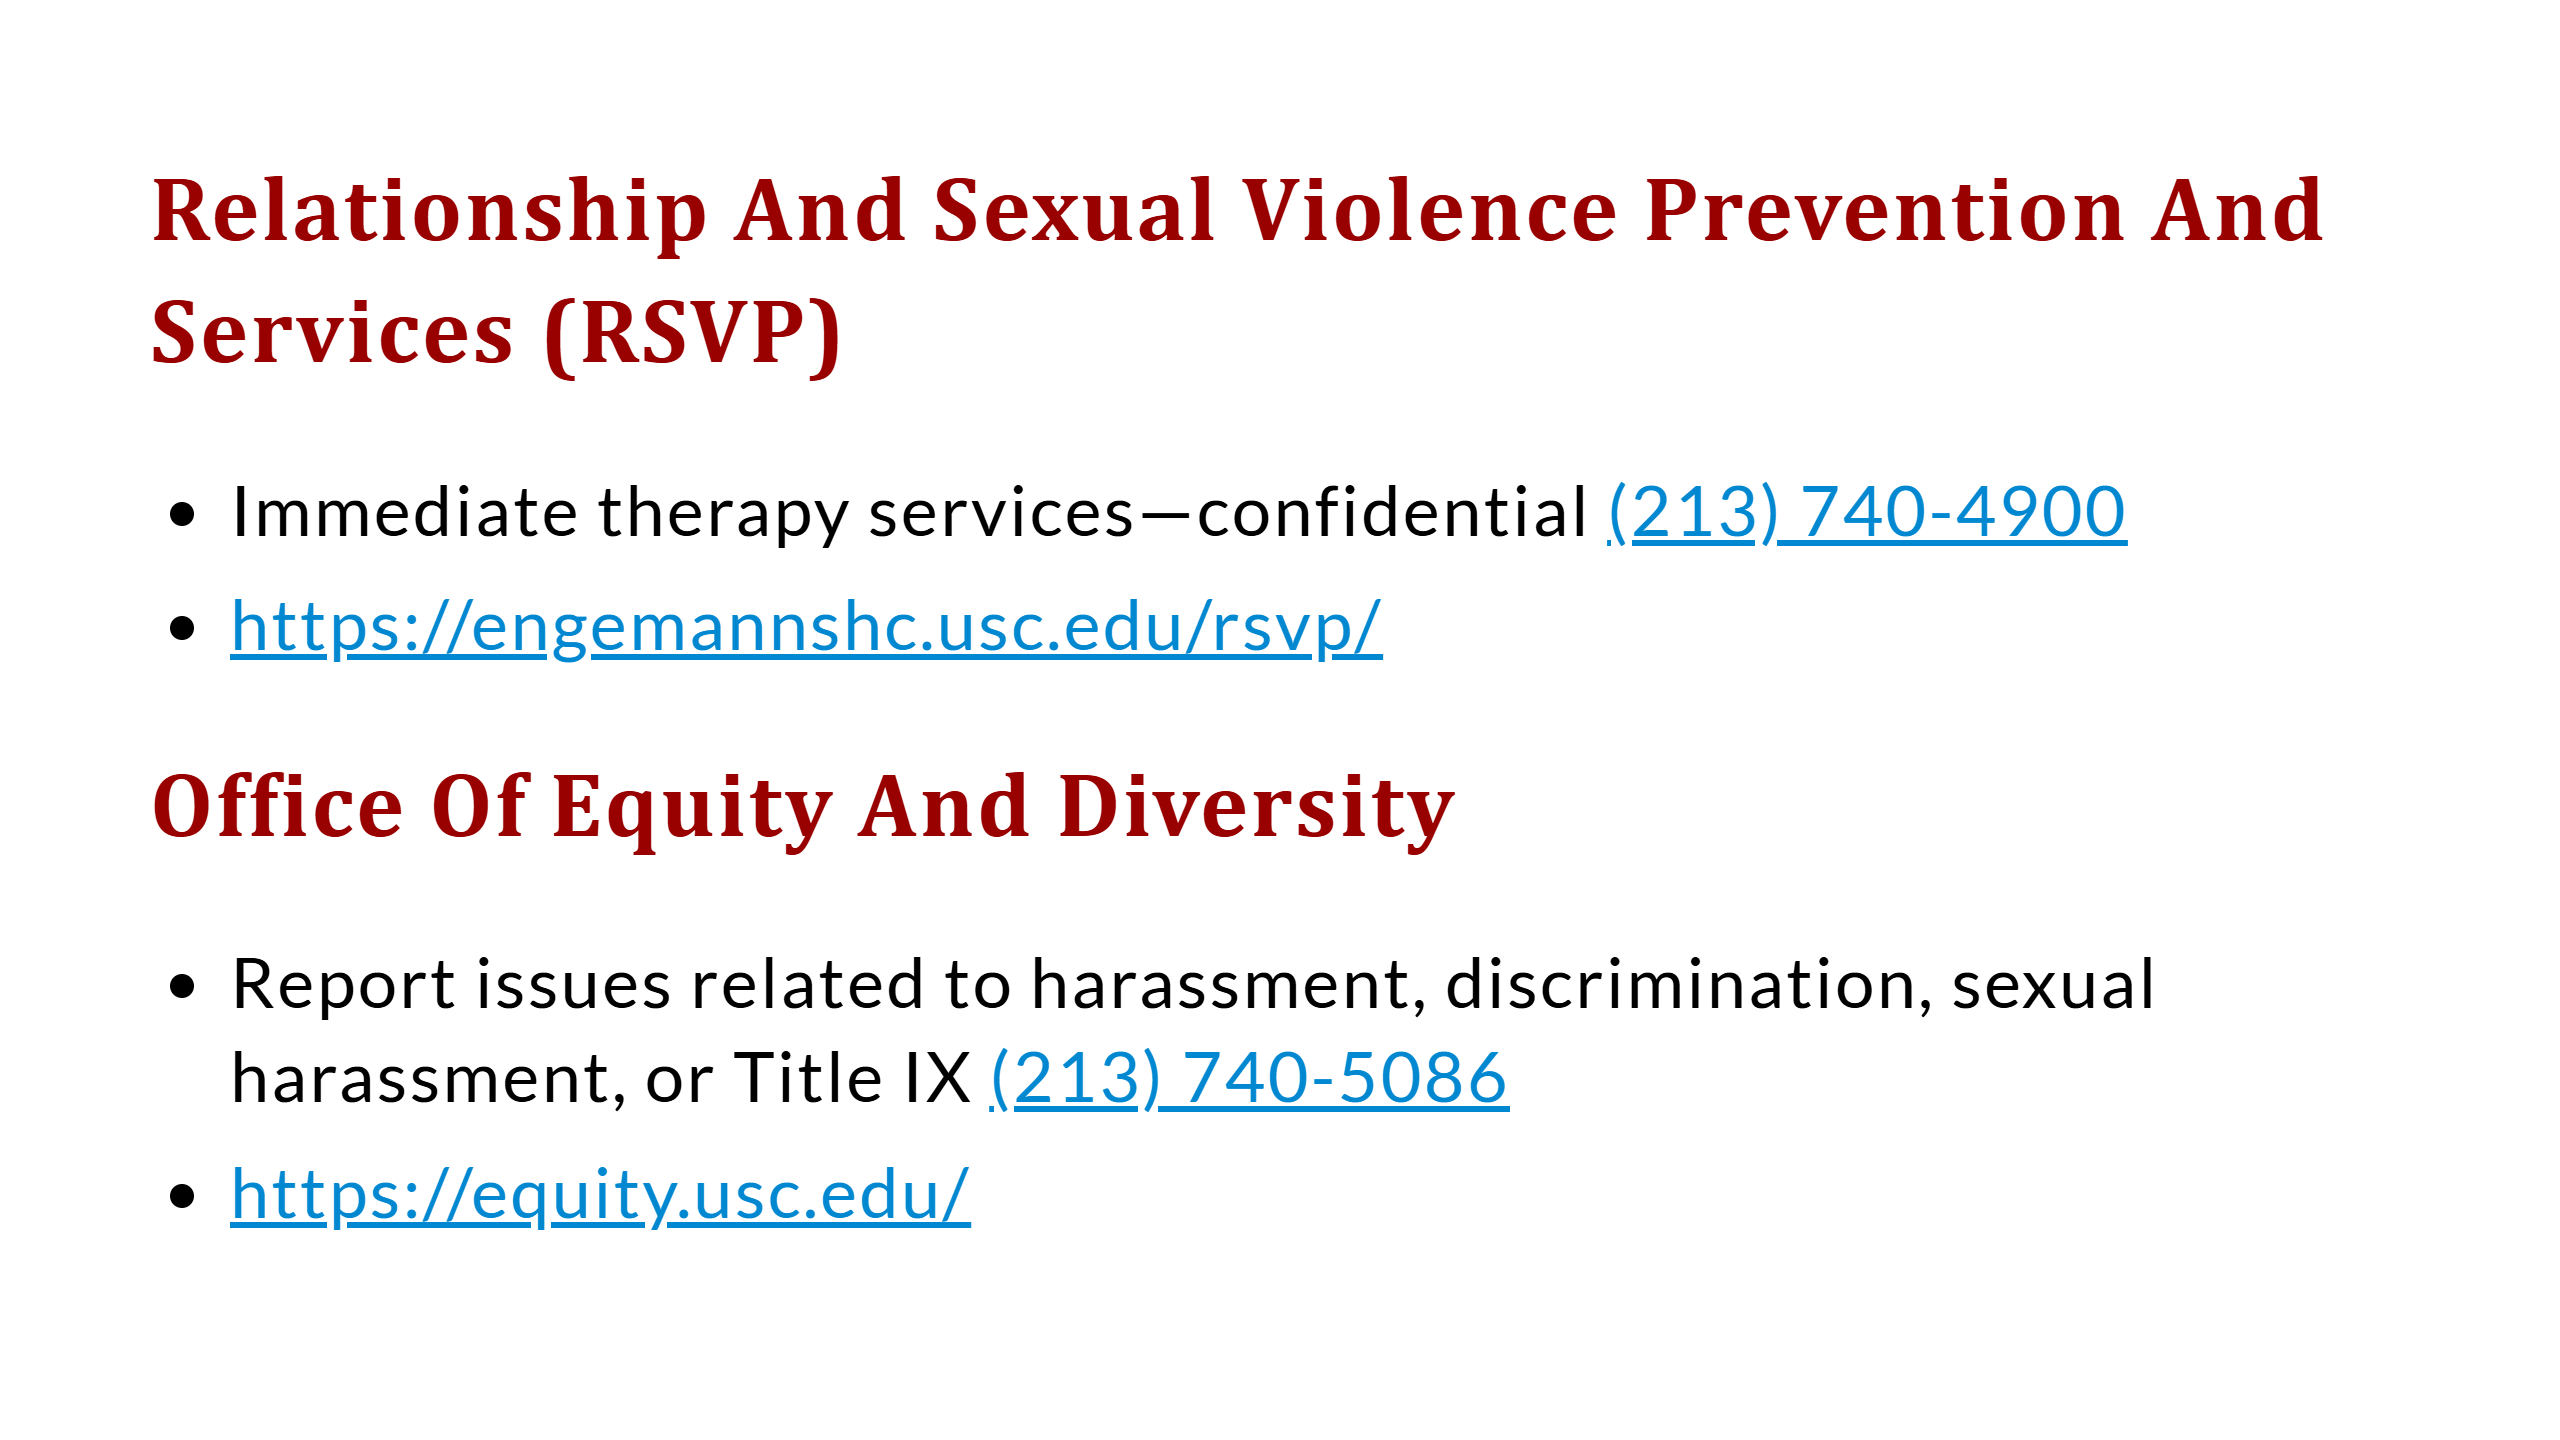 Relationship And Sexual Violence Prevention And
Services (RSVP)
• Immediate therapy services—confidential (213) 740-4900
• https://engemannshc.usc.edu/rsvp/
Office Of Equity And Diversity
• Report issues related to harassment, discrimination, sexual
harassment, or Title IX (213) 740-5086
• https://equity.usc.edu/